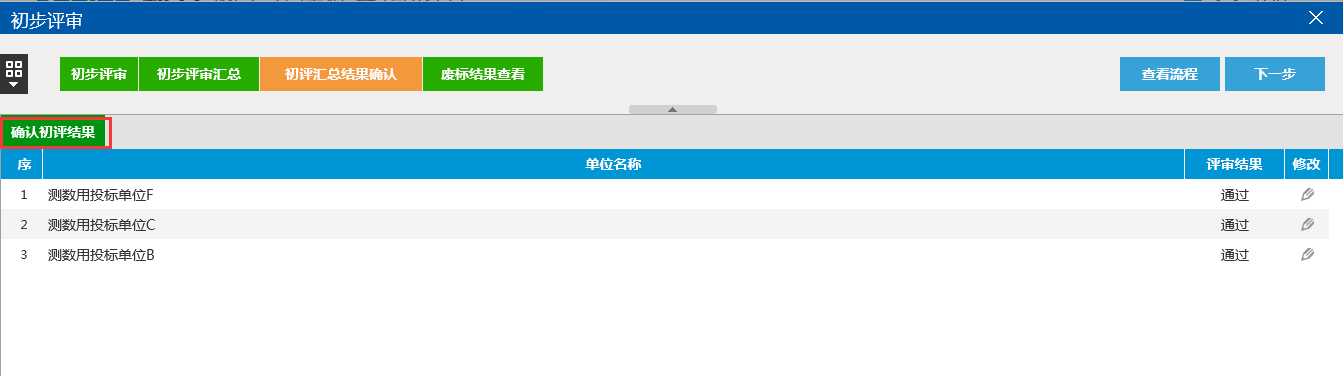 初步评审
初步评审 初步评审汇总 初评汇总结果确认 废标结果查看 查看流程 下一步
确认初评结果
序 单位名称 评审结果 修改
1 测数用投标单位F 通过
2 测数用投标单位C 通过
3 测数用投标单位B 通过